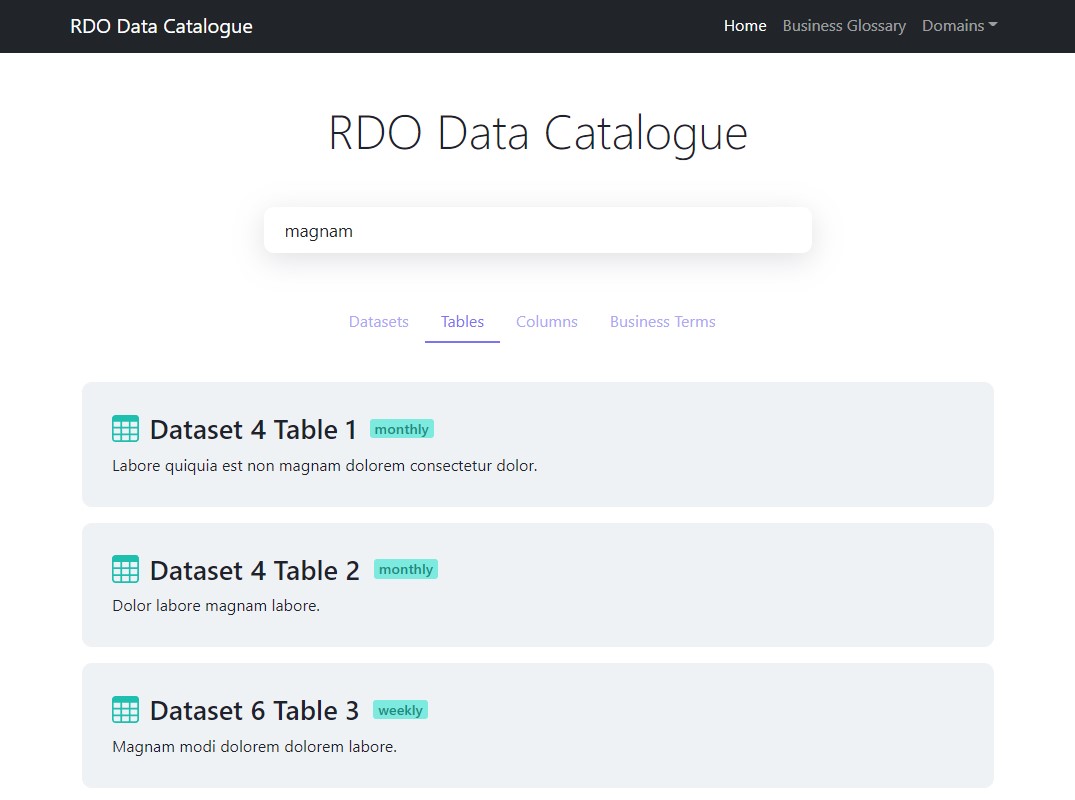 RDO Data Catalogue Home Business Glossary Domains
RDO Data Catalogue
magnam
Datasets Tables Columns Business Terms
Dataset 4 Table 1 monthly
Labore quiquia est non magnam dolorem consectetur dolor.
Dataset 4 Table 2 monthly
Dolor labore magnam labore.
Dataset 6 Table 3 weekly
Magnam modi dolorem dolorem labore.